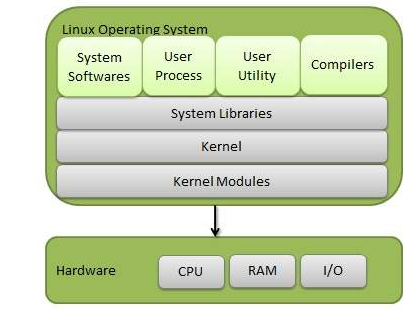 Linux Operating System
System
Softwares
User
Process
User
Utility
Compilers
System Libraries
Kernel
Kernel Modules
Hardware
CPU
RAM
I/O